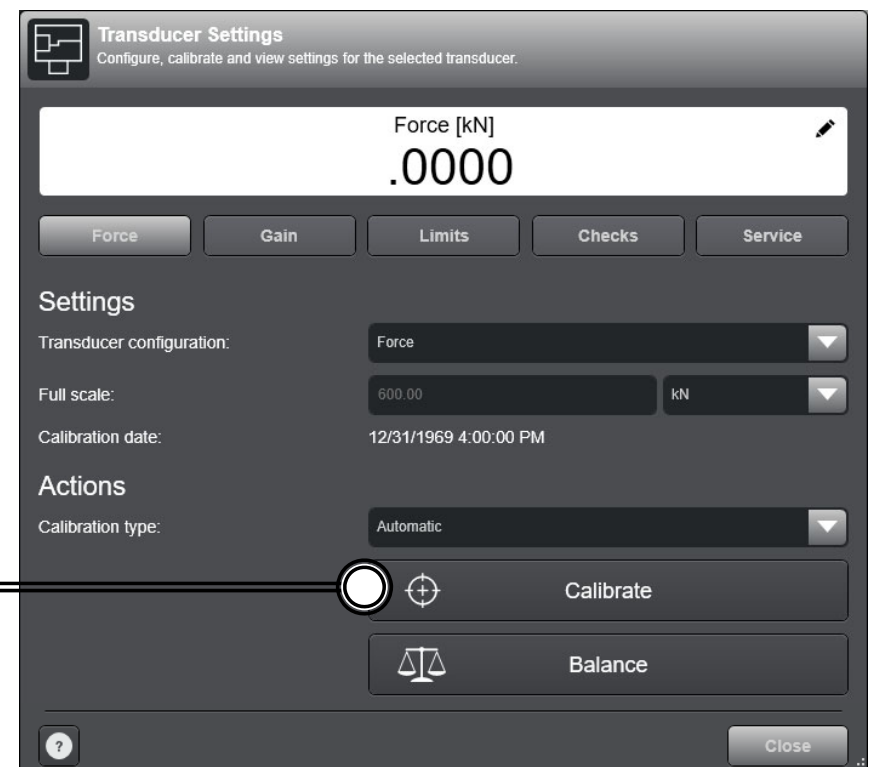 Transducer Settings
Configure, calibrate and view settings for the selected transducer.
Force [kN]
.0000
Force Gain Limits Checks Service
Settings
Transducer configuration: Force
Full scale: 600.00 kN
Calibration date: 12/31/1969 4:00:00 PM
Actions
Calibration type: Automatic
Calibrate
Balance
? Close